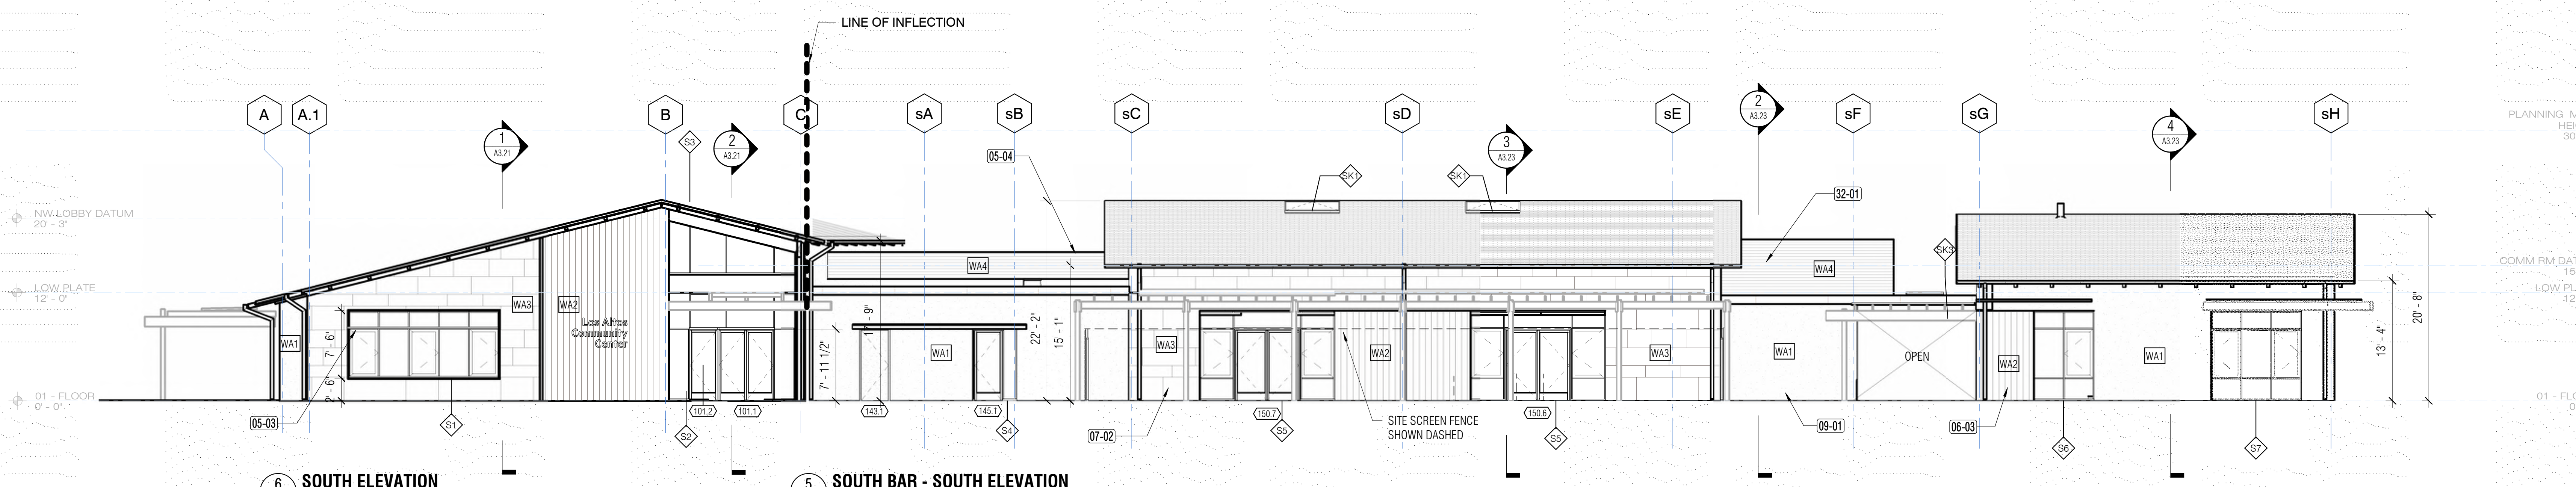 LINE OF INFLECTION
A
A.1
B
C
sA
sB
sC
sD
sE
sF
sG
sH
1
A3.21
S3
2
A3.21
05-04
SK1
SK1
3
A3.23
2
A3.23
32-01
4
A3.23
PLANNING M
HEI
30
NW LOBBY DATUM
20' - 3"
LOW PLATE
12' - 0"
01 - FLOOR
0' - 0"
WA1
WA3
WA2
Los Altos
Community
Center
7' - 6"
2' - 6"
7' - 11 1/2"
WA4
WA1
22' - 2"
15' - 1"
WA3
WA2
WA3
WA4
WA1
OPEN
WA2
WA1
13' - 4"
20' - 8"
COMM RM DAT
15
LOW PL
12
01 - FLO
0
05-03
S1
S2
101.2
101.1
143.1
145.1
S4
07-02
150.7
S5
SITE SCREEN FENCE
SHOWN DASHED
150.6
S5
09-01
06-03
S6
S7
6
SOUTH ELEVATION
5
SOUTH BAR - SOUTH ELEVATION